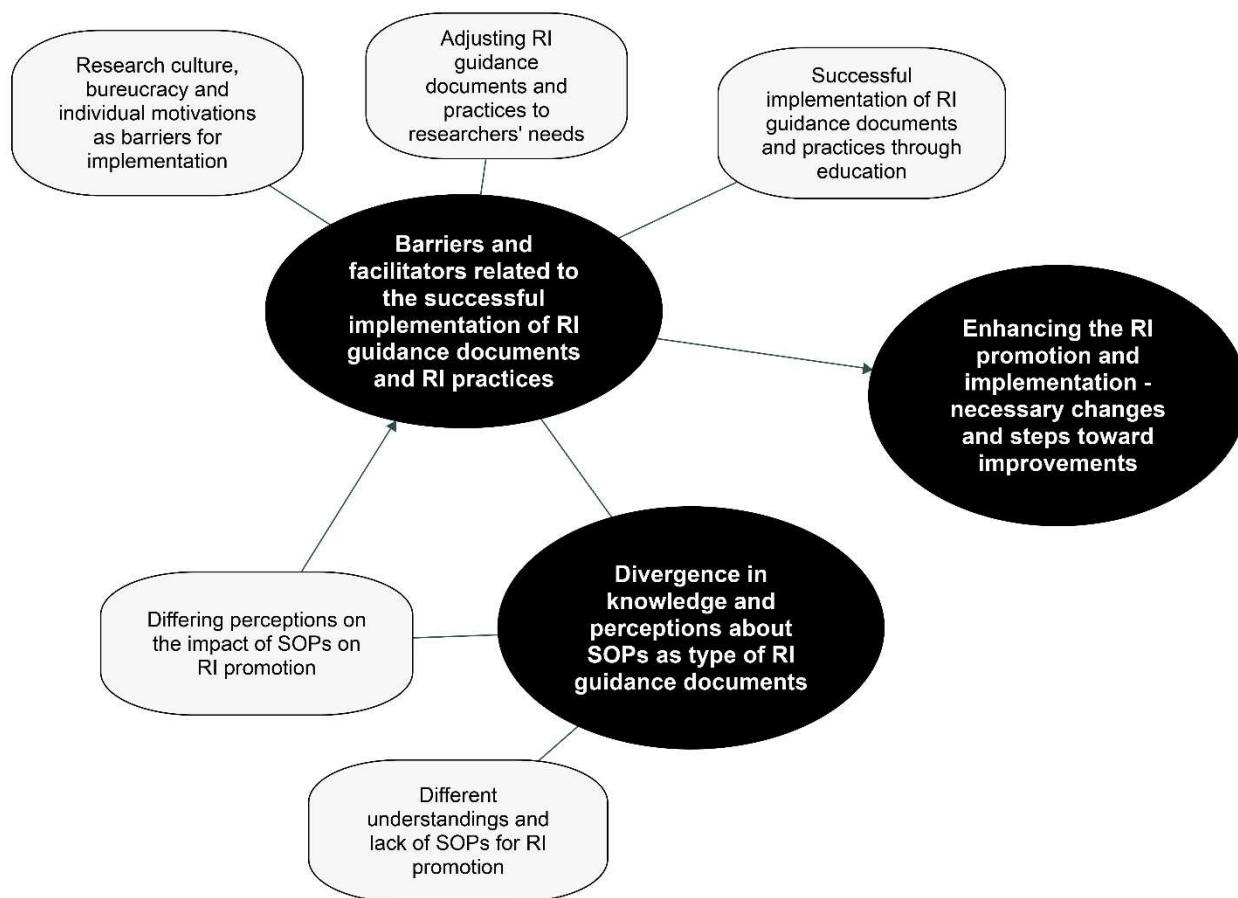 Research culture,
bureucracy and
individual motivations
as barriers for
implementation
Adjusting RI
guidance
documents and
practices to
researchers' needs
Successful
implementation of RI
guidance documents
and practices through
education
Barriers and
facilitators related to
the successful
implementation of RI
guidance documents
and RI practices
Enhancing the RI
promotion and
implementation -
necessary changes
and steps toward
improvements
Divergence in
knowledge and
perceptions about
SOPs as type of RI
guidance documents
Differing perceptions on
the impact of SOPs on
RI promotion
Different
understandings and
lack of SOPs for RI
promotion